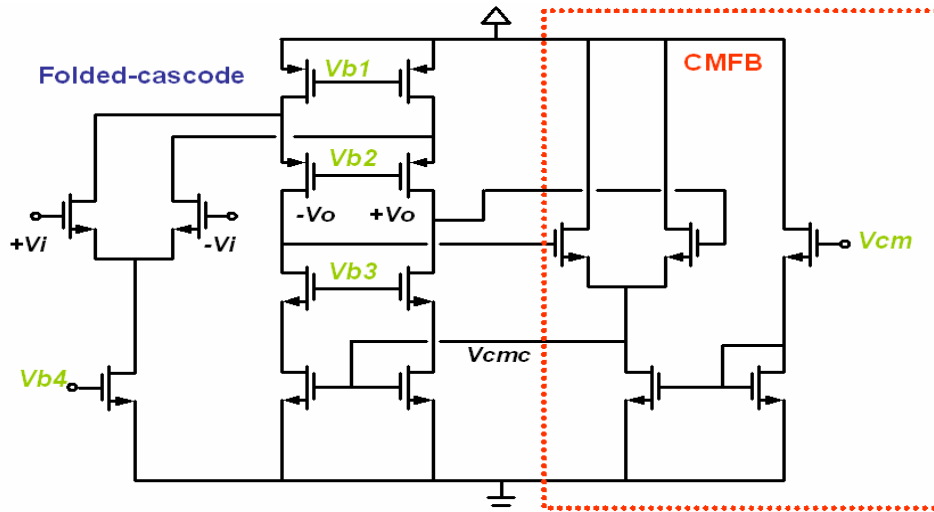 Folded-cascode
Vb1
CMFB
Vb2
-Vo
+Vo
+Vi
-Vi
Vcm
Vb3
Vcmc
Vb4